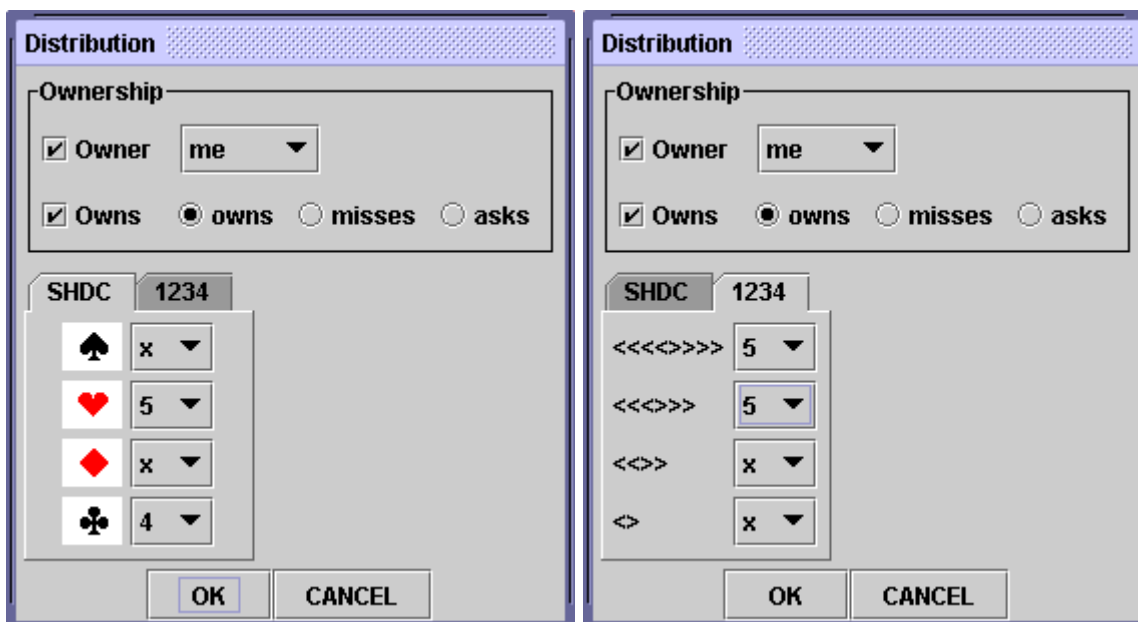 Distribution
Ownership
Owner me
Owns owns misses asks
SHDC 1234
x
5
x
4
OK CANCEL
Distribution
Ownership
Owner me
Owns owns misses asks
SHDC 1234
<<<<>>>> 5
<<<>>> 5
<<>> x
<> x
OK CANCEL